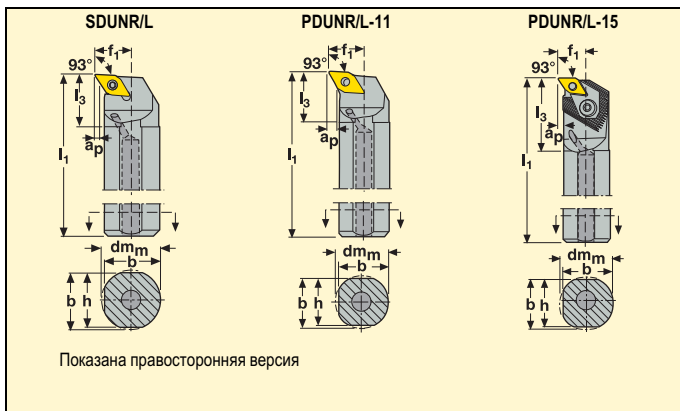 SDUNR/L
f1
93°
l3
ap
l1
dmm
b
b
h
PDUNR/L-11
f1
93°
l3
ap
l1
dmm
b
b
h
PDUNR/L-15
f1
93°
l3
ap
l1
dmm
b
b
h
Показана правосторонняя версия